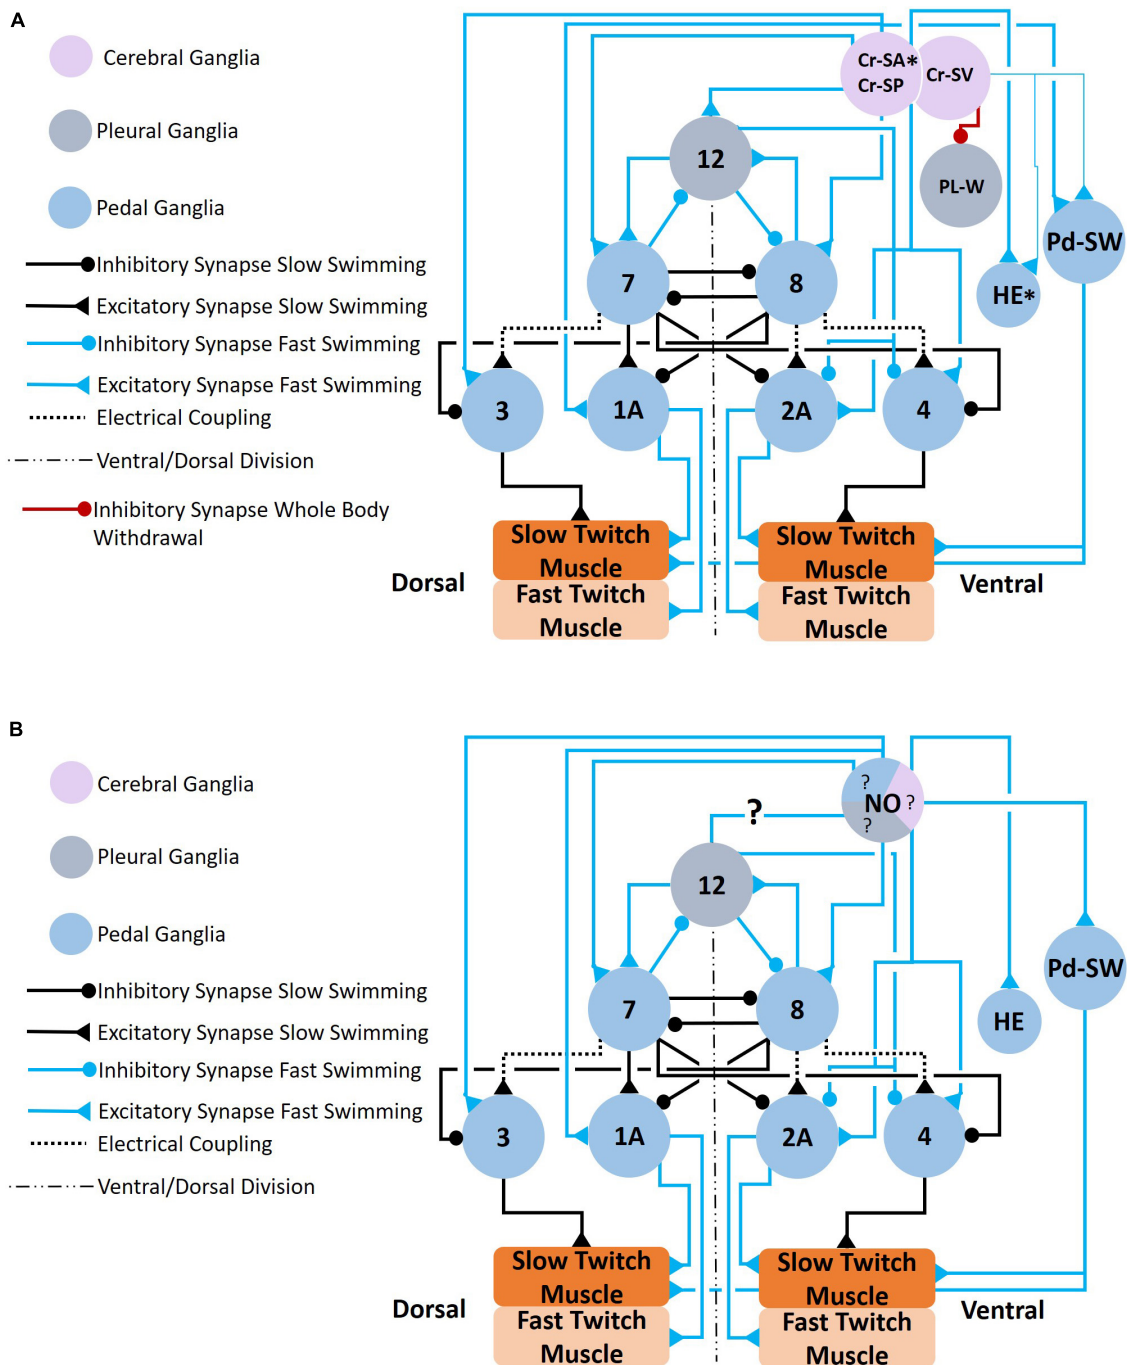 A
Cerebral Ganglia
Pleural Ganglia
Pedal Ganglia
Inhibitory Synapse Slow Swimming
Excitatory Synapse Slow Swimming
Inhibitory Synapse Fast Swimming
Excitatory Synapse Fast Swimming
Electrical Coupling
Ventral/Dorsal Division
Inhibitory Synapse Whole Body
Withdrawal
Cr-SA*
Cr-SP
Cr-SV
12
PL-W
Pd-SW
HE*
7
8
3
1A
2A
4
Slow Twitch
Muscle
Fast Twitch
Muscle
Slow Twitch
Muscle
Fast Twitch
Muscle
Dorsal
Ventral
B
Cerebral Ganglia
Pleural Ganglia
Pedal Ganglia
Inhibitory Synapse Slow Swimming
Excitatory Synapse Slow Swimming
Inhibitory Synapse Fast Swimming
Excitatory Synapse Fast Swimming
Electrical Coupling
Ventral/Dorsal Division
?
NO ?
?
?
12
Pd-SW
HE
7
8
3
1A
2A
4
Slow Twitch
Muscle
Fast Twitch
Muscle
Slow Twitch
Muscle
Fast Twitch
Muscle
Dorsal
Ventral